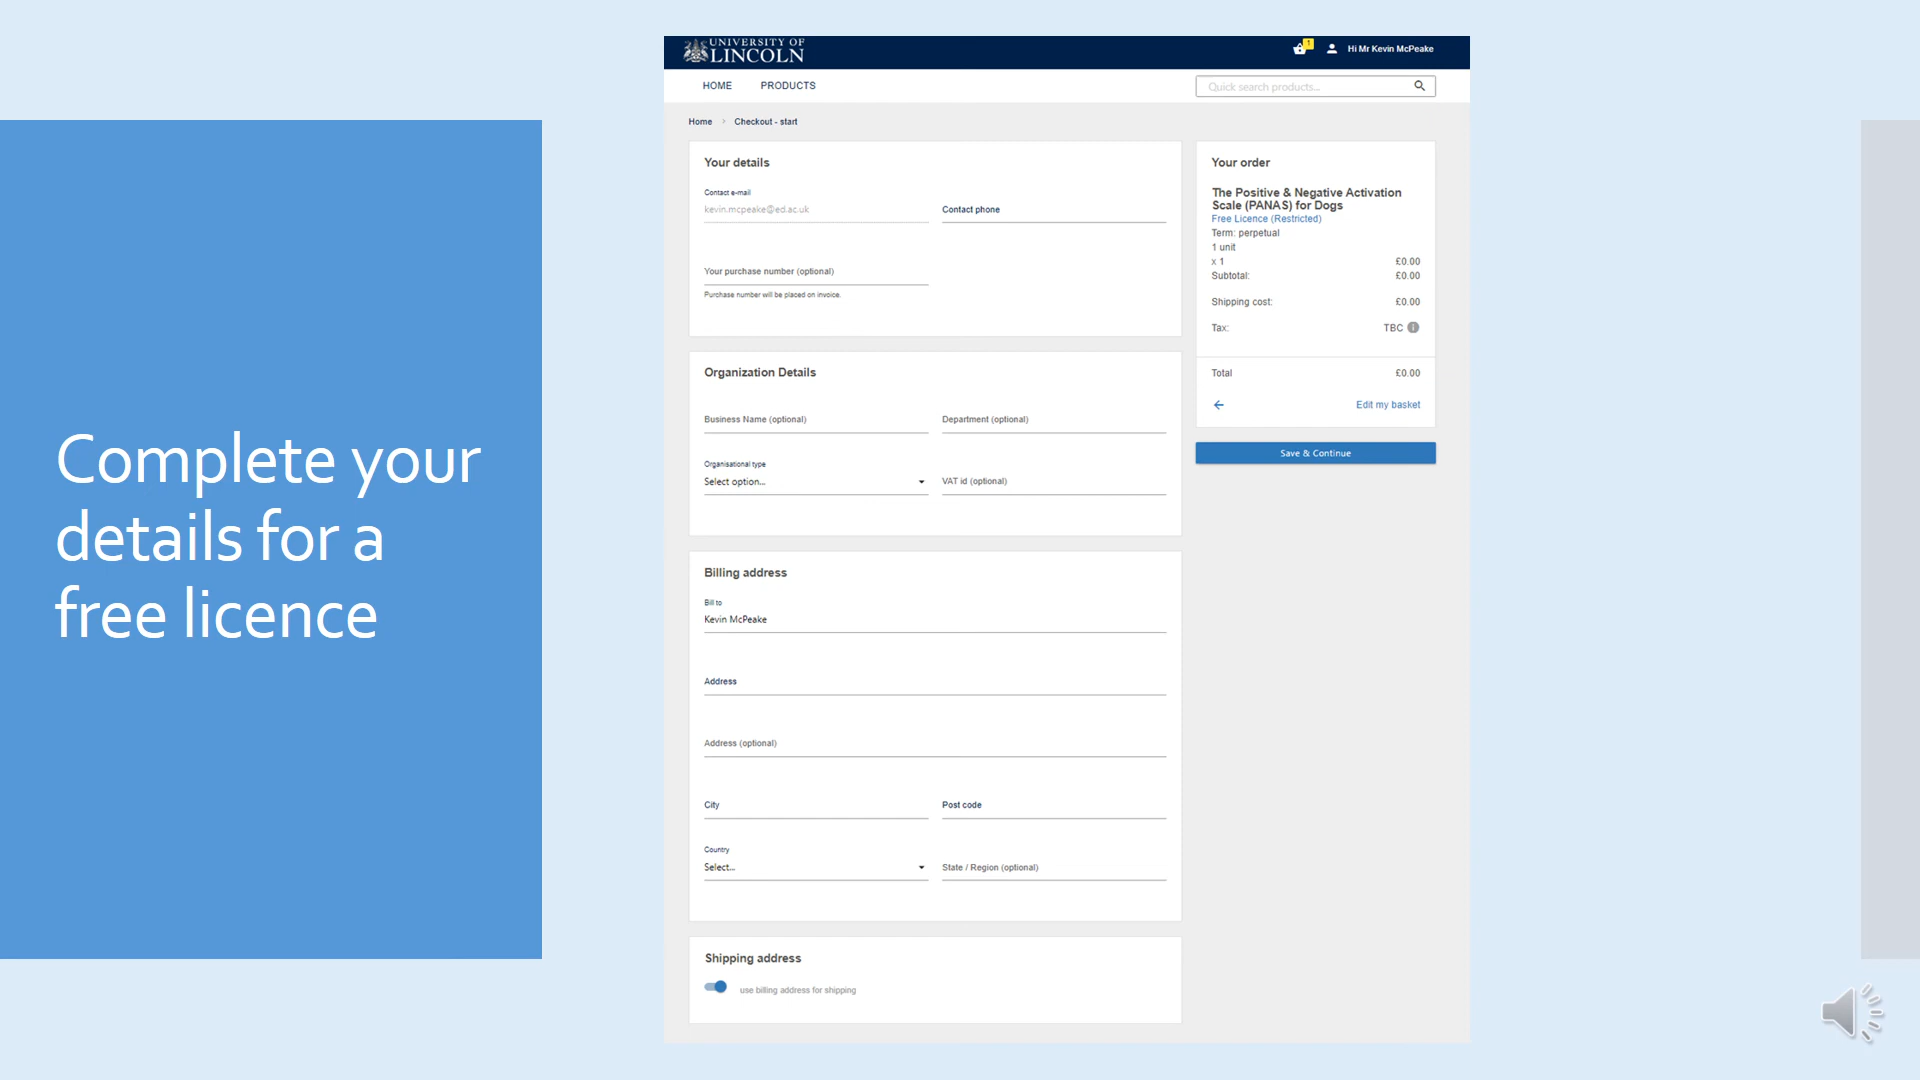 Complete your
details for a
free licence
UNIVERSITY OF
LINCOLN
1
Hi Mr Kevin McPeake
HOME
PRODUCTS
Quick search products...
Home
Checkout - start
Your details
Contact e-mail
kevin.mcpeake@ed.ac.uk
Contact phone
Your purchase number (optional)
Purchase number will be placed on invoice.
Organization Details
Business Name (optional)
Department (optional)
Organisational type
Select option...
VAT id (optional)
Billing address
Bill to
Kevin McPeake
Address
Address (optional)
City
Post code
Country
Select...
State / Region (optional)
Shipping address
use billing address for shipping
Your order
The Positive & Negative Activation
Scale (PANAS) for Dogs
Free Licence (Restricted)
Term: perpetual
1 unit
x 1 £0.00
Subtotal: £0.00
Shipping cost: £0.00
Tax: TBC
Total £0.00
Edit my basket
Save & Continue